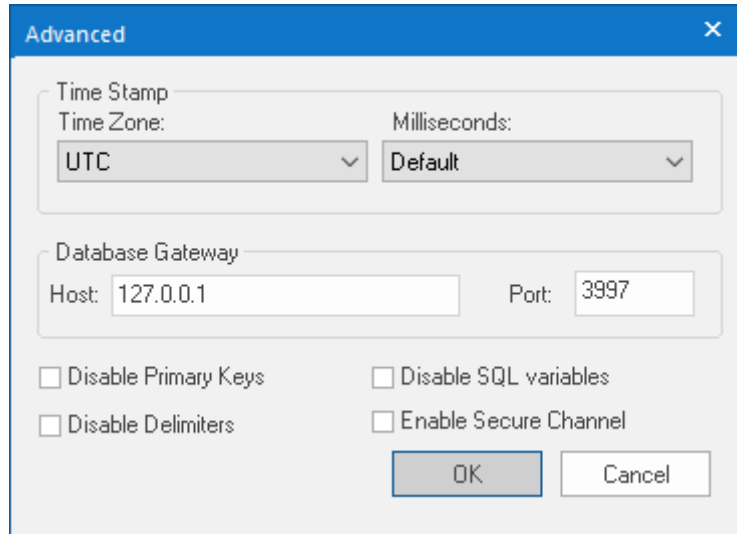 Advanced
Time Stamp
Time Zone: Milliseconds:
UTC Default
Database Gateway
Host: 127.0.0.1 Port: 3997
Disable Primary Keys Disable SQL variables
Disable Delimiters Enable Secure Channel
OK Cancel